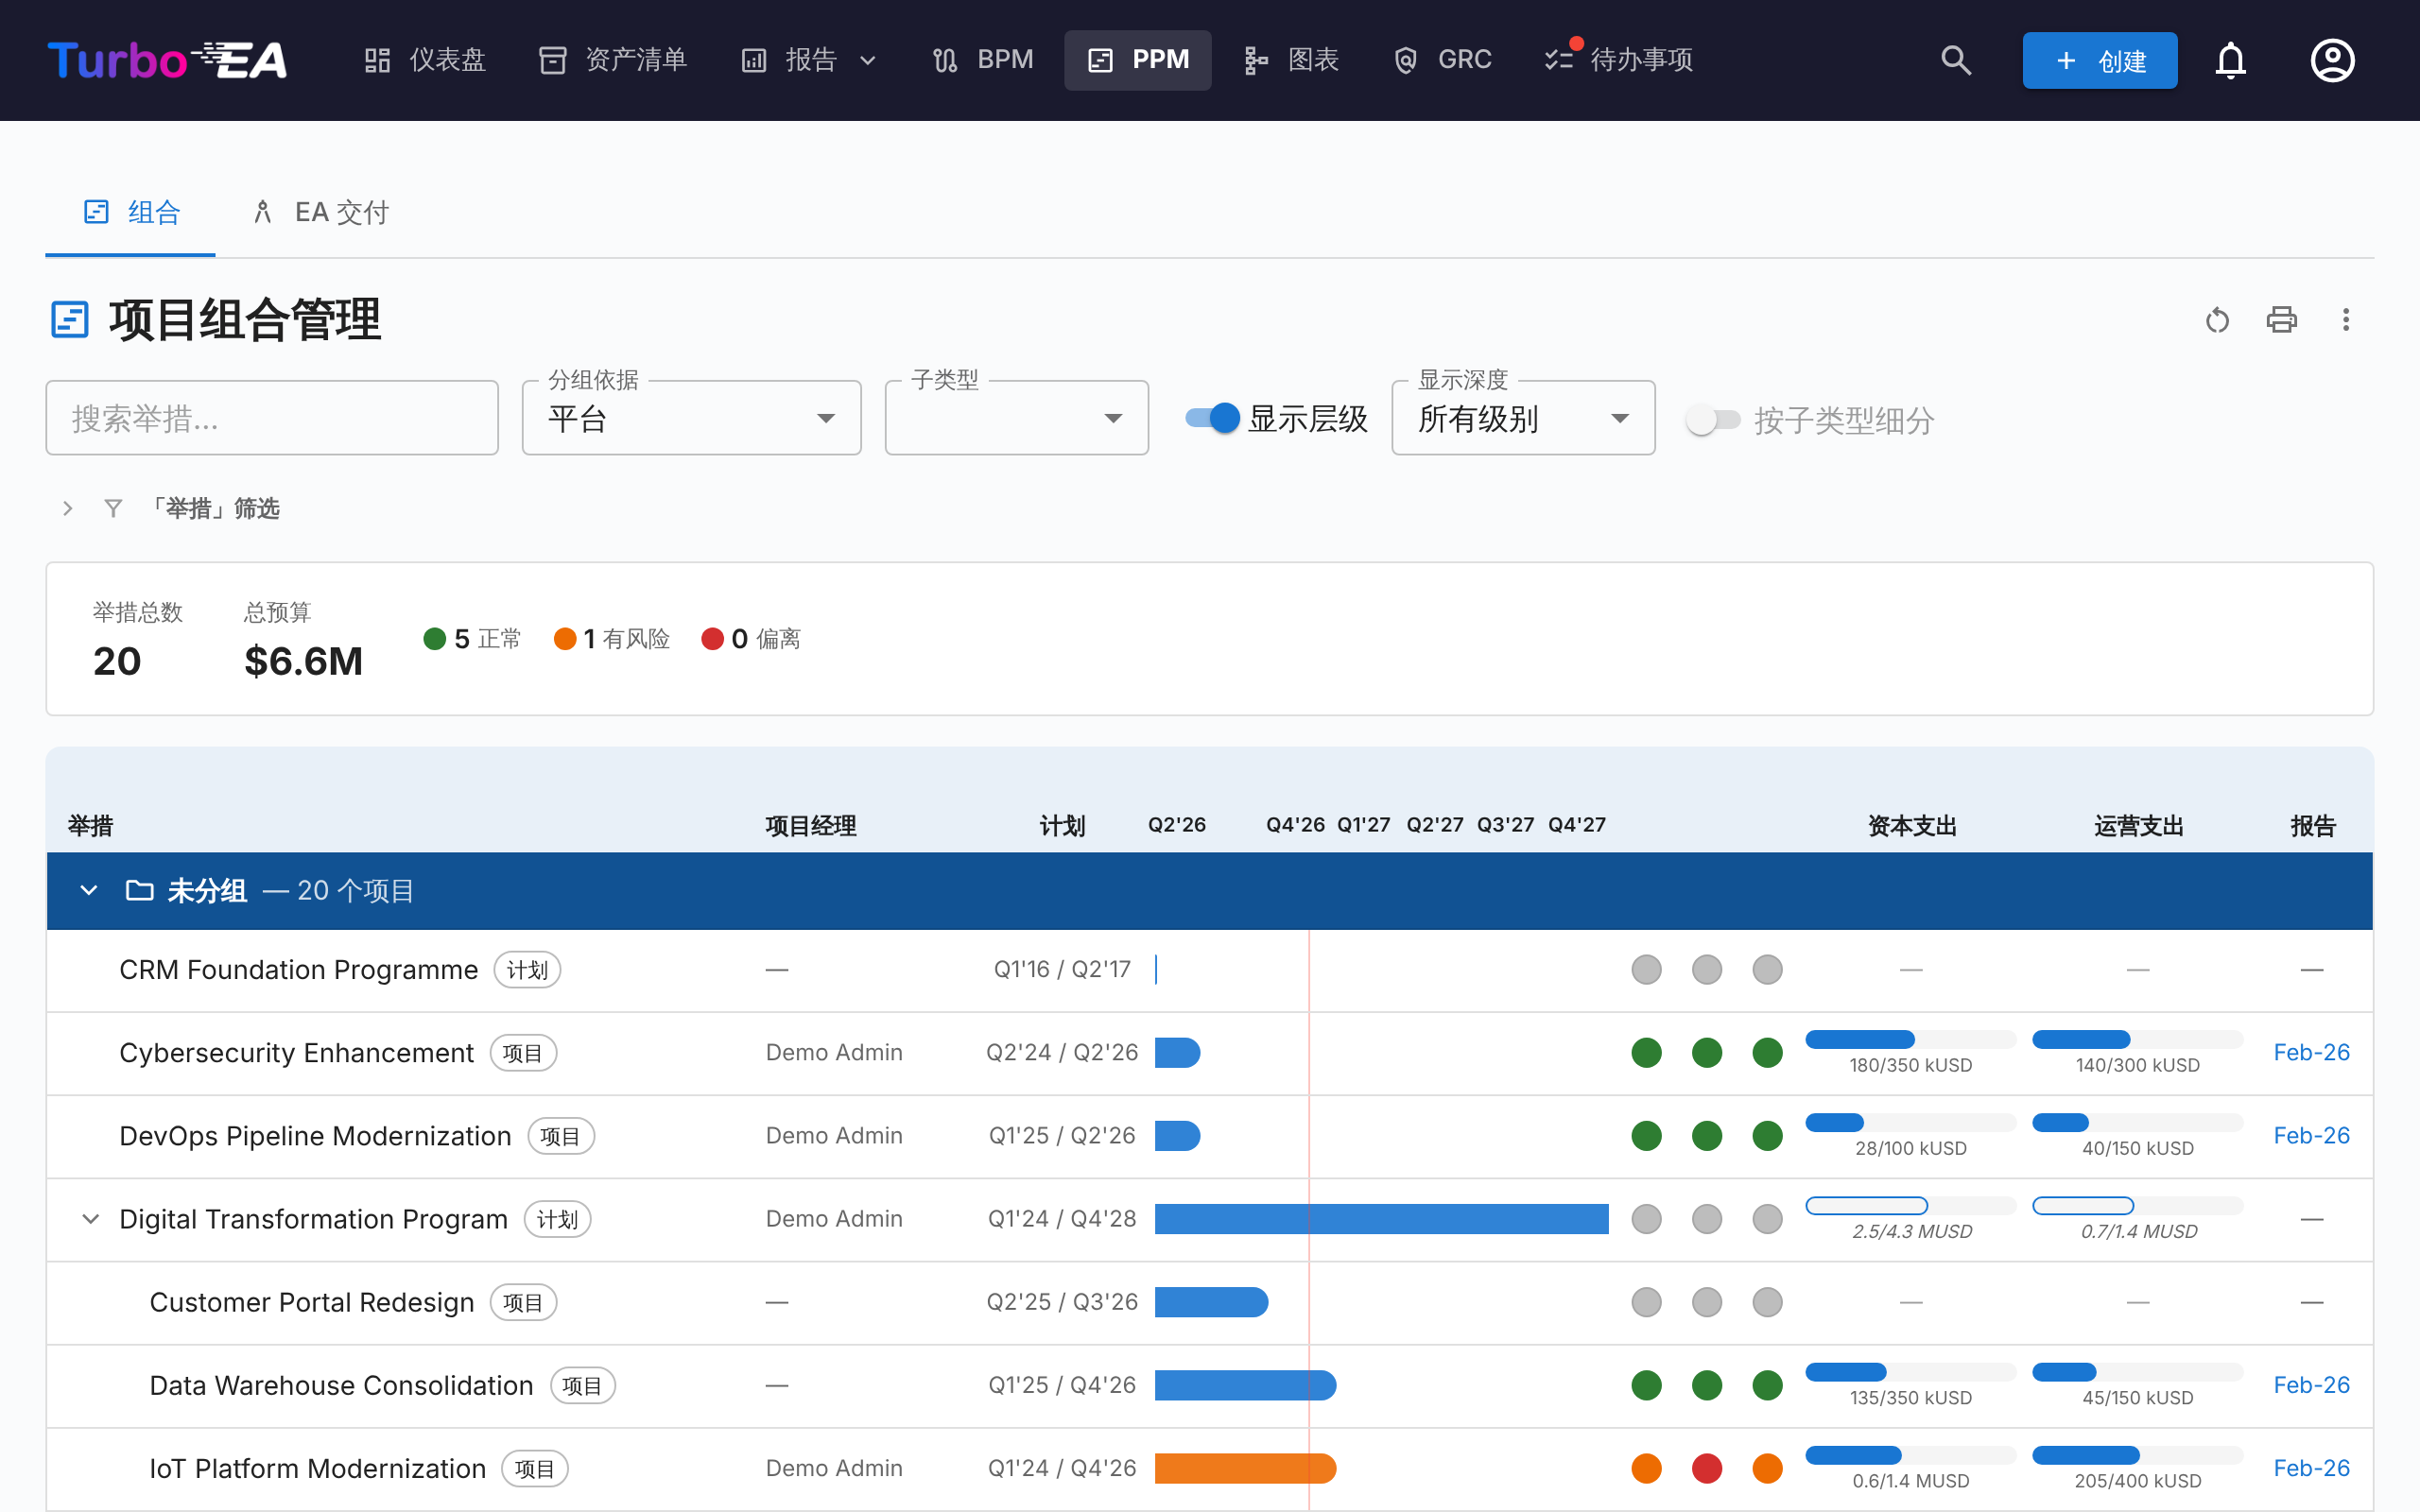 Turbo EA 仪表盘 资产清单 报告 BPM PPM 图表 GRC 待办事项 + 创建
组合 EA 交付
项目组合管理
搜索举措... 分组依据 平台 子类型 显示层级 显示深度 所有级别 按子类型细分
「举措」筛选
举措总数 总预算
20 $6.6M 5 正常 1 有风险 0 偏离
举措 项目经理 计划 Q2'26 Q4'26 Q1'27 Q2'27 Q3'27 Q4'27 资本支出 运营支出 报告
未分组 — 20 个项目
CRM Foundation Programme 计划 — Q1'16 / Q2'17 — — —
Cybersecurity Enhancement 项目 Demo Admin Q2'24 / Q2'26 180/350 kUSD 140/300 kUSD Feb-26
DevOps Pipeline Modernization 项目 Demo Admin Q1'25 / Q2'26 28/100 kUSD 40/150 kUSD Feb-26
Digital Transformation Program 计划 Demo Admin Q1'24 / Q4'28 2.5/4.3 MUSD 0.7/1.4 MUSD —
Customer Portal Redesign 项目 — Q2'25 / Q3'26 — — —
Data Warehouse Consolidation 项目 — Q1'25 / Q4'26 135/350 kUSD 45/150 kUSD Feb-26
IoT Platform Modernization 项目 Demo Admin Q1'24 / Q4'26 0.6/1.4 MUSD 205/400 kUSD Feb-26